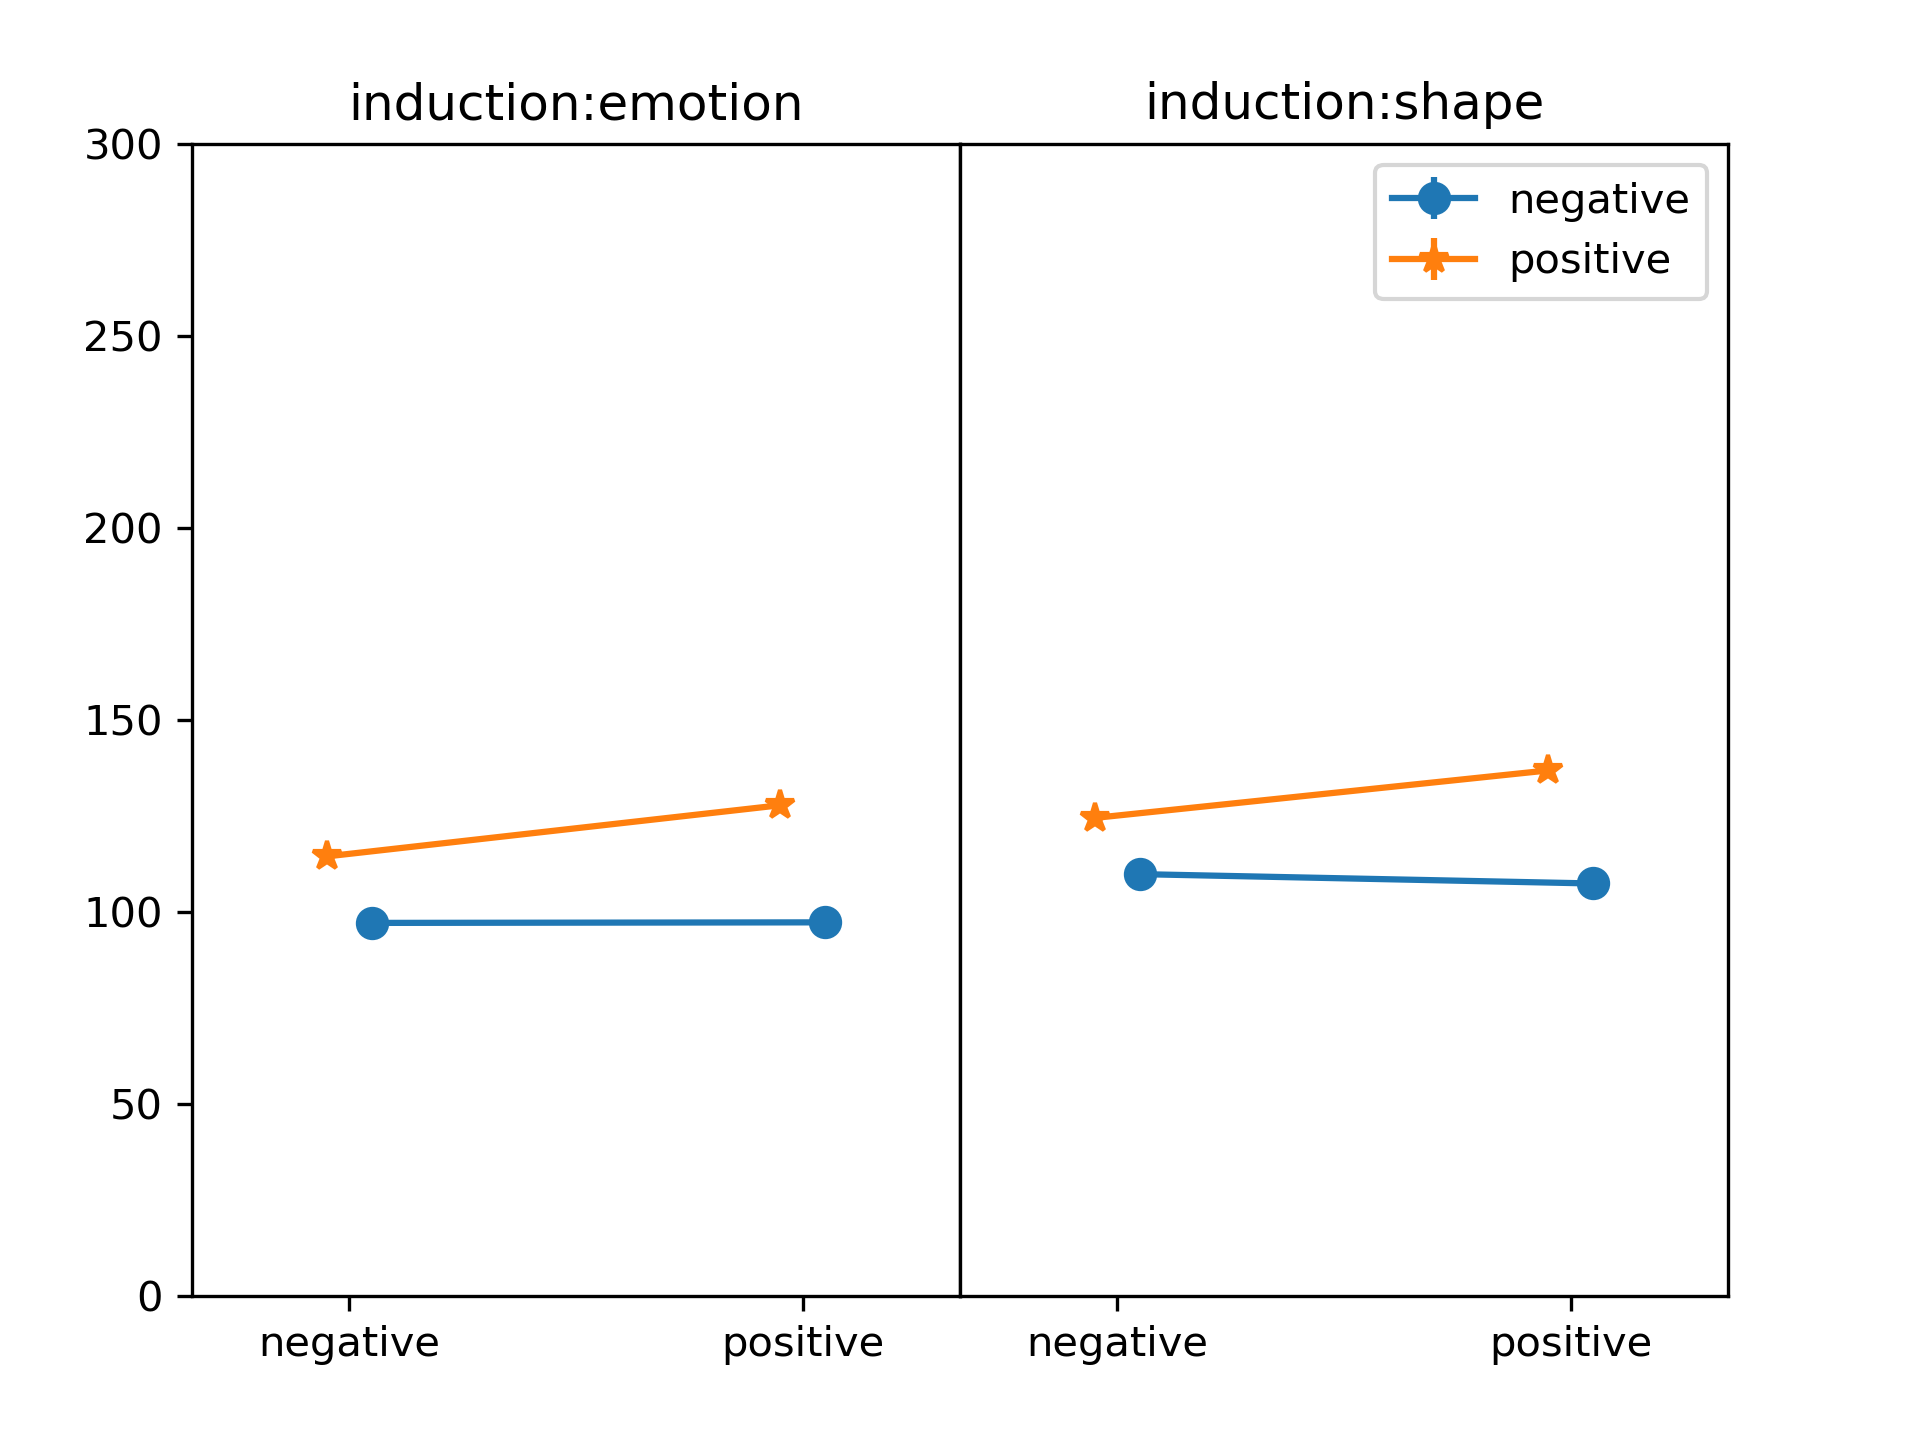 induction:emotion
induction:shape
300
250
200
150
100
50
0
negative
positive
negative
positive
negative
positive